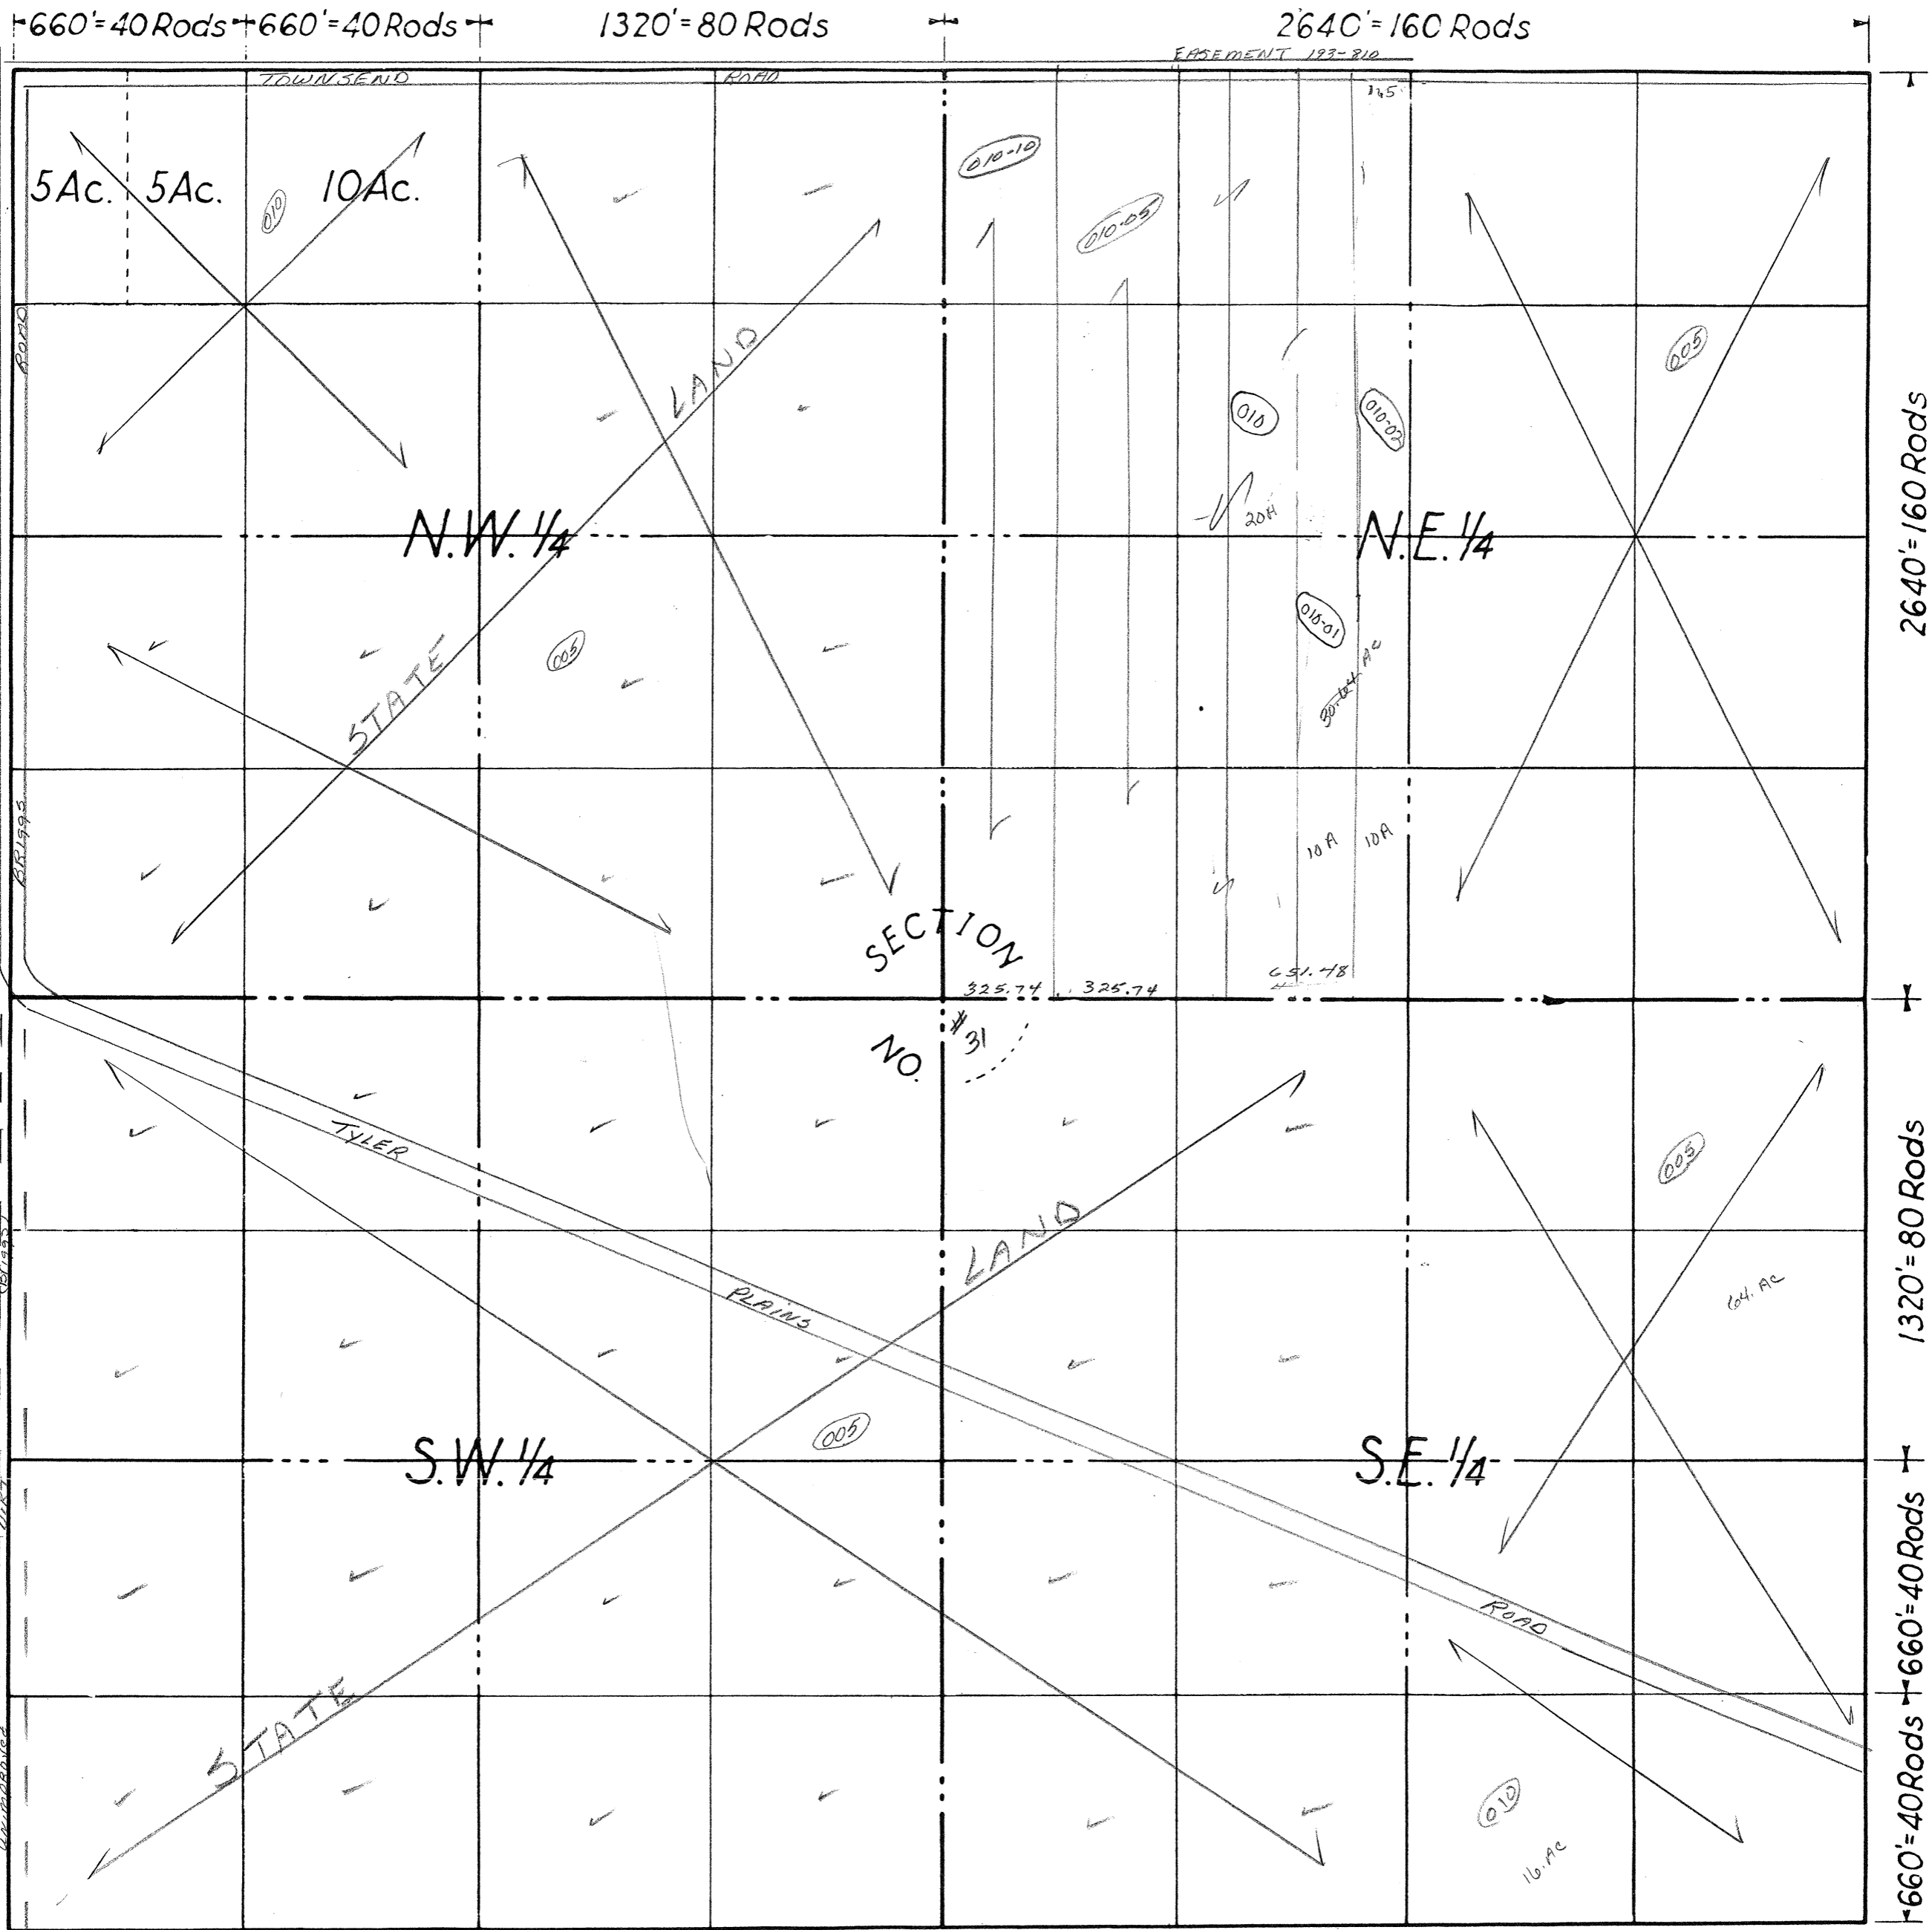 660'=40 Rods 660'=40 Rods 1320'=80 Rods 2640'=160 Rods
EASEMENT 193-810
TOWNSEND ROAD
5Ac. 5Ac. 10Ac.
010
010-10
010-05
ROAD
LAND
005
010
010-02
20A
N.W. 1/4
N.E. 1/4
2640'=160 Rods
010-01
30.64 Ac
STATE
005
BRIGGS
10A 10A
SECTION
325.74 325.74 651.48
NO. #31
TYLER
005
LAND
64. Ac
1320'=80 Rods
PLAINS
005
S.W. 1/4
S.E. 1/4
660'=40 Rods
ROAD
STATE
010
16. Ac
660'=40 Rods
UNIMPROVED